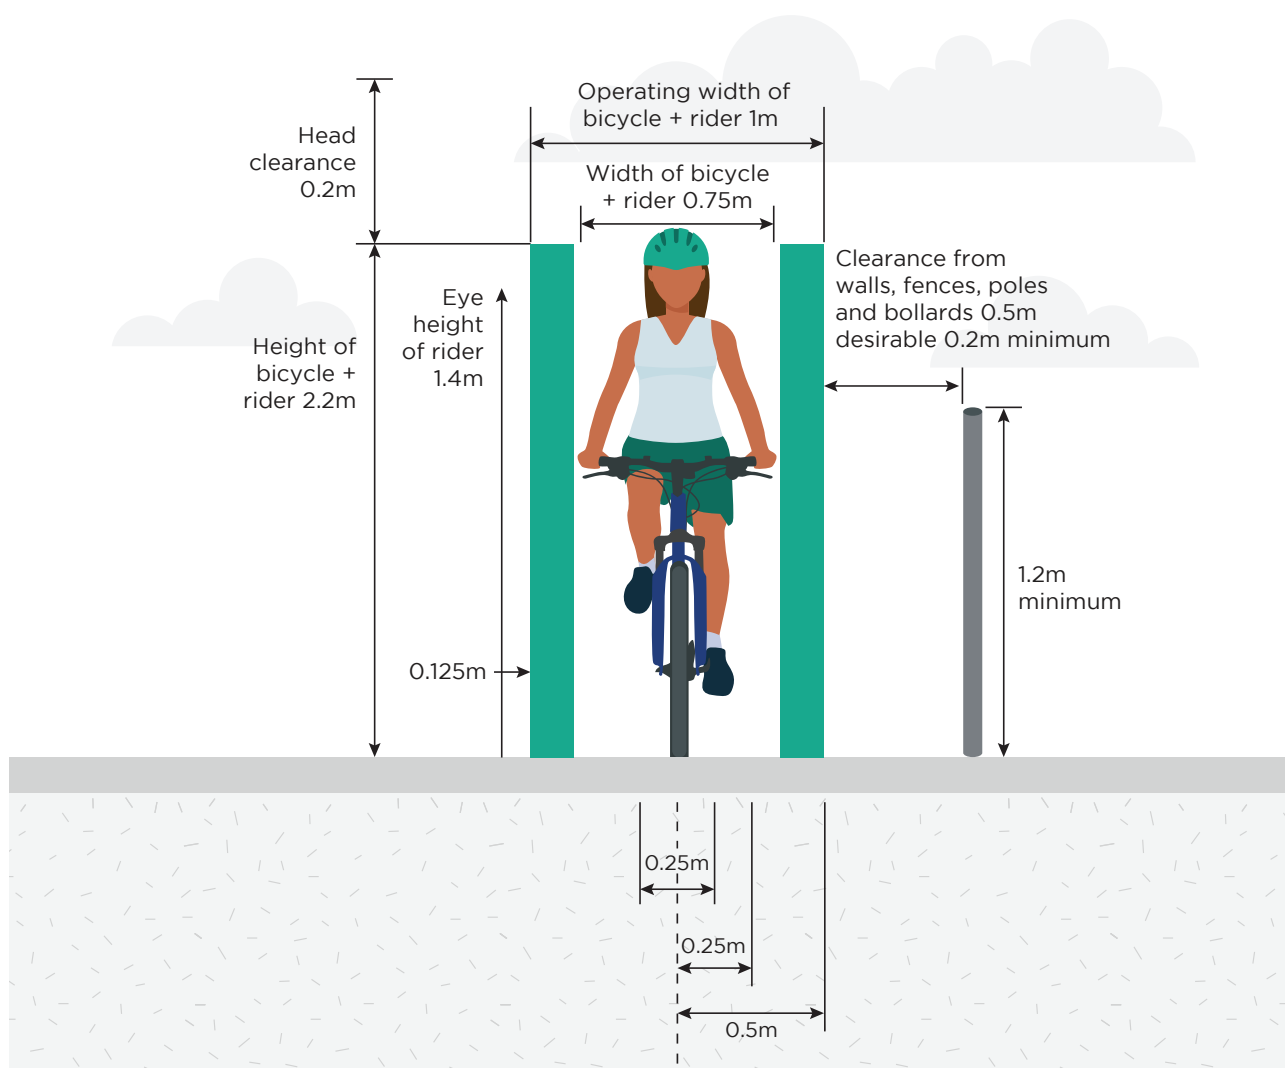 Operating width of
bicycle + rider 1m
Head
clearance
0.2m
Width of bicycle
+ rider 0.75m
Clearance from
walls, fences, poles
and bollards 0.5m
desirable 0.2m minimum
Eye
height
of rider
1.4m
Height of
bicycle +
rider 2.2m
1.2m
minimum
0.125m
0.25m
0.25m
0.5m